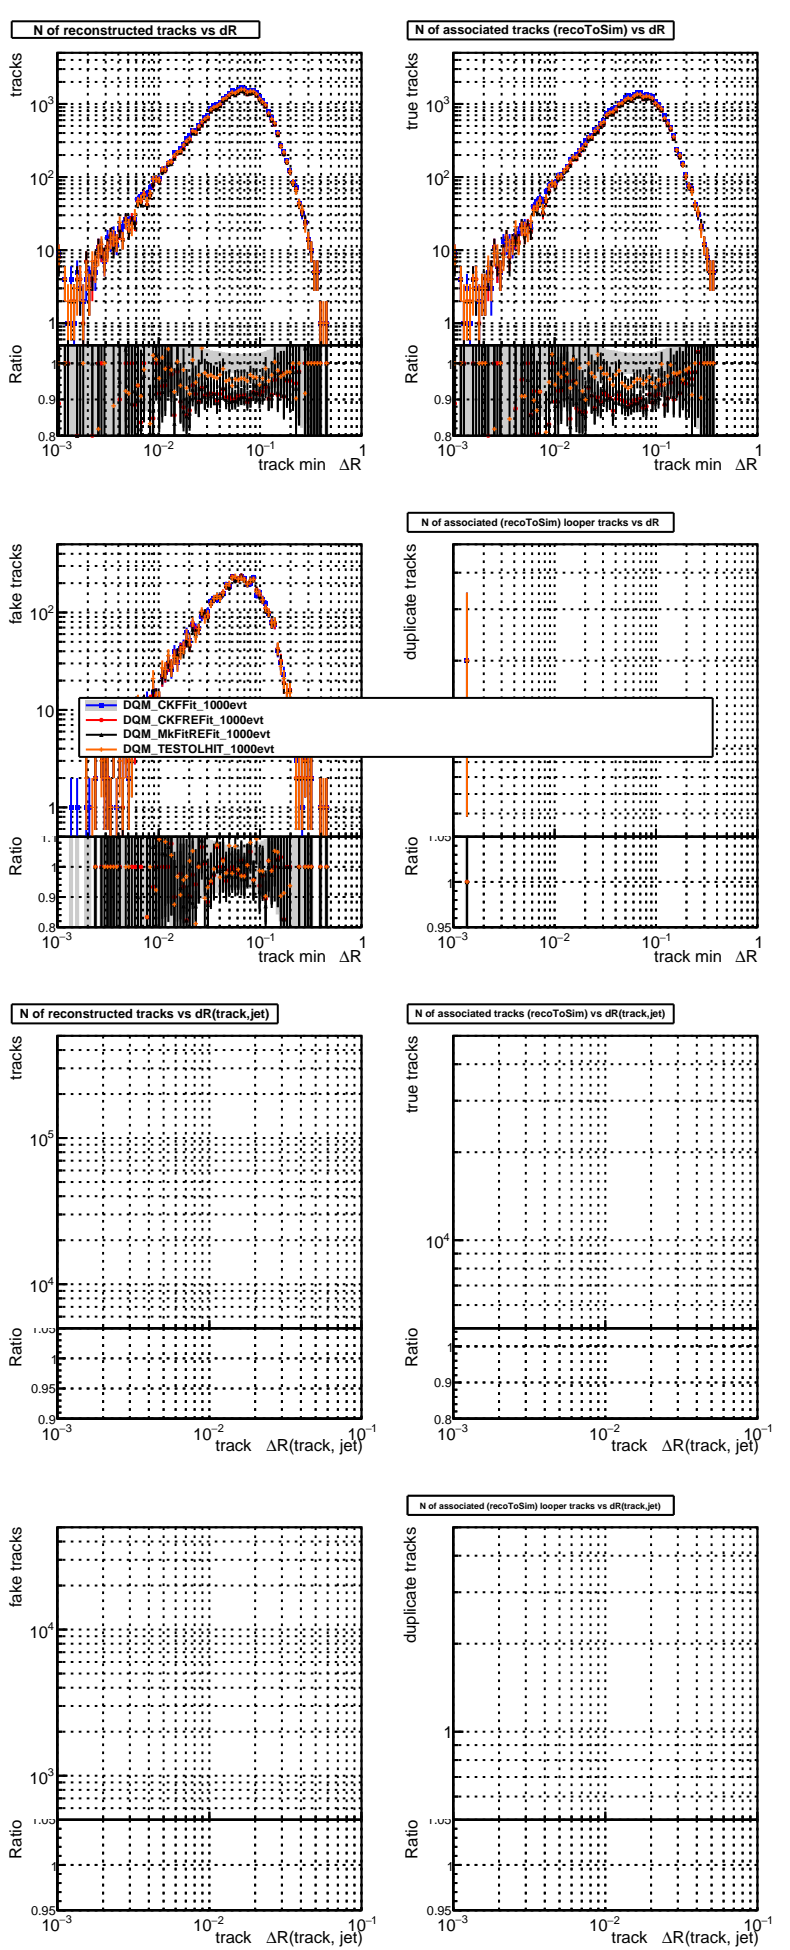 N of reconstructed tracks vs dR
tracks
10³
10²
10
1
Ratio
1
0.9
0.8
10⁻³ 10⁻² 10⁻¹ 1
track min ΔR
N of associated tracks (recoToSim) vs dR
true tracks
10³
10²
10
1
Ratio
1
0.9
0.8
10⁻³ 10⁻² 10⁻¹ 1
track min ΔR
fake tracks
10²
10
1
Ratio
1.1
1
0.9
0.8
10⁻³ 10⁻² 10⁻¹ 1
track min ΔR
N of associated (recoToSim) looper tracks vs dR
duplicate tracks
Ratio
1.05
1
0.95
10⁻³ 10⁻² 10⁻¹ 1
track min ΔR
DQM_CKFFit_1000evt
DQM_CKFREFit_1000evt
DQM_MkFitREFit_1000evt
DQM_TESTOLHIT_1000evt
N of reconstructed tracks vs dR(track,jet)
tracks
10⁵
10⁴
Ratio
1.05
1
0.95
0.9
10⁻³ 10⁻² 10⁻¹
track ΔR(track, jet)
N of associated tracks (recoToSim) vs dR(track,jet)
true tracks
10⁴
Ratio
1
0.9
0.8
10⁻³ 10⁻² 10⁻¹
track ΔR(track, jet)
fake tracks
10⁴
10³
Ratio
1.05
1
0.95
10⁻³ 10⁻² 10⁻¹
track ΔR(track, jet)
N of associated (recoToSim) looper tracks vs dR(track,jet)
duplicate tracks
1
Ratio
1.05
1
0.95
10⁻³ 10⁻² 10⁻¹
track ΔR(track, jet)